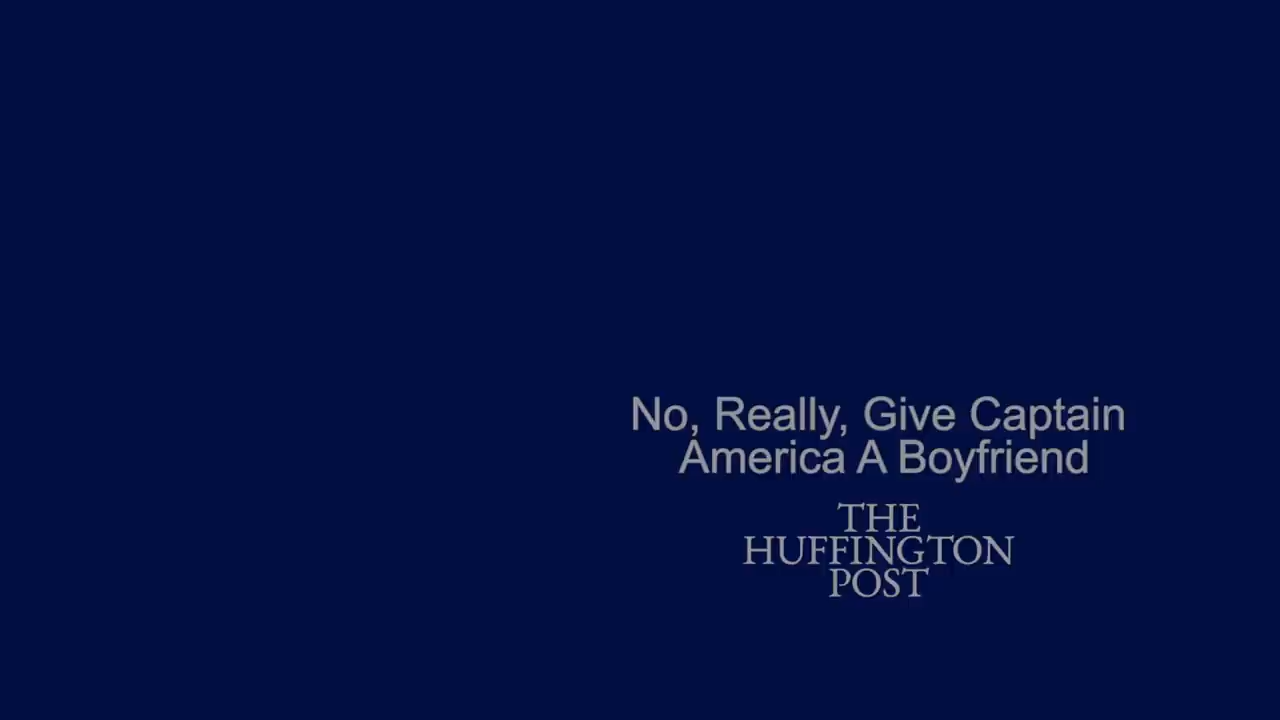 No, Really, Give Captain
America A Boyfriend
THE
HUFFINGTON
POST